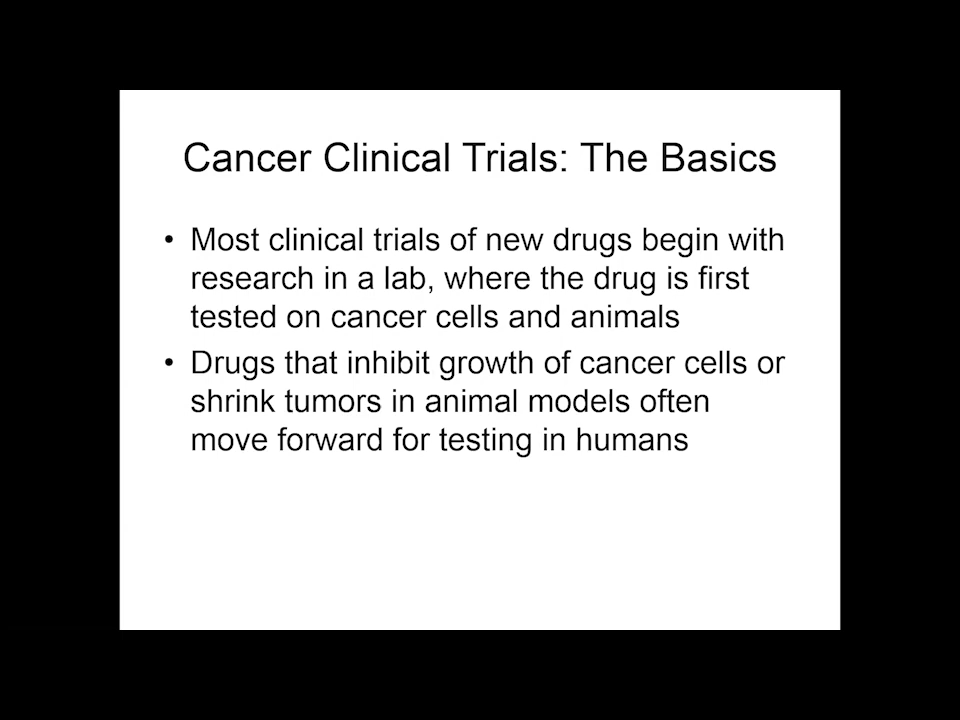 Cancer Clinical Trials: The Basics
• Most clinical trials of new drugs begin with
research in a lab, where the drug is first
tested on cancer cells and animals
• Drugs that inhibit growth of cancer cells or
shrink tumors in animal models often
move forward for testing in humans